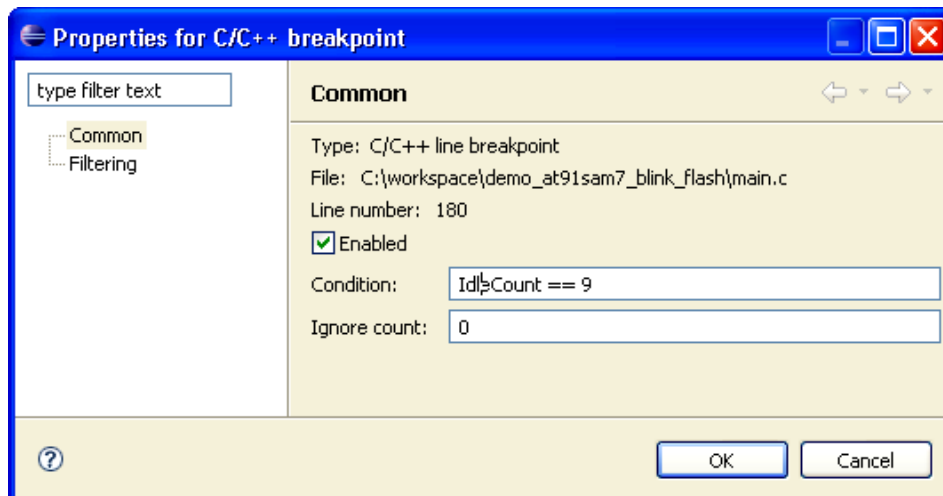 Properties for C/C++ breakpoint
type filter text
Common
Filtering
Common
Type: C/C++ line breakpoint
File: C:\workspace\demo_at91sam7_blink_flash\main.c
Line number: 180
Enabled
Condition: IdleCount == 9
Ignore count: 0
OK Cancel